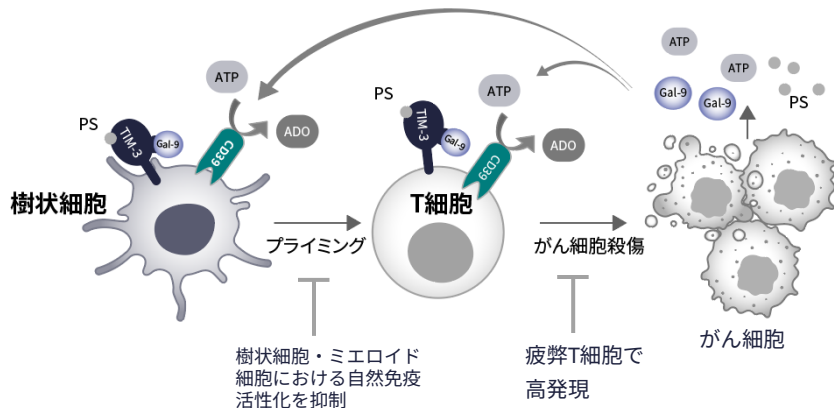 ATP
ATP
Gal-9
Gal-9
PS
ATP
PS
TIM-3
Gal-9
CD39
ADO
樹状細胞
プライミング
ATP
PS
TIM-3
Gal-9
CD39
ADO
T細胞
がん細胞殺傷
がん細胞
樹状細胞・ミエロイド
細胞における自然免疫
活性化を抑制
疲弊T細胞で
高発現